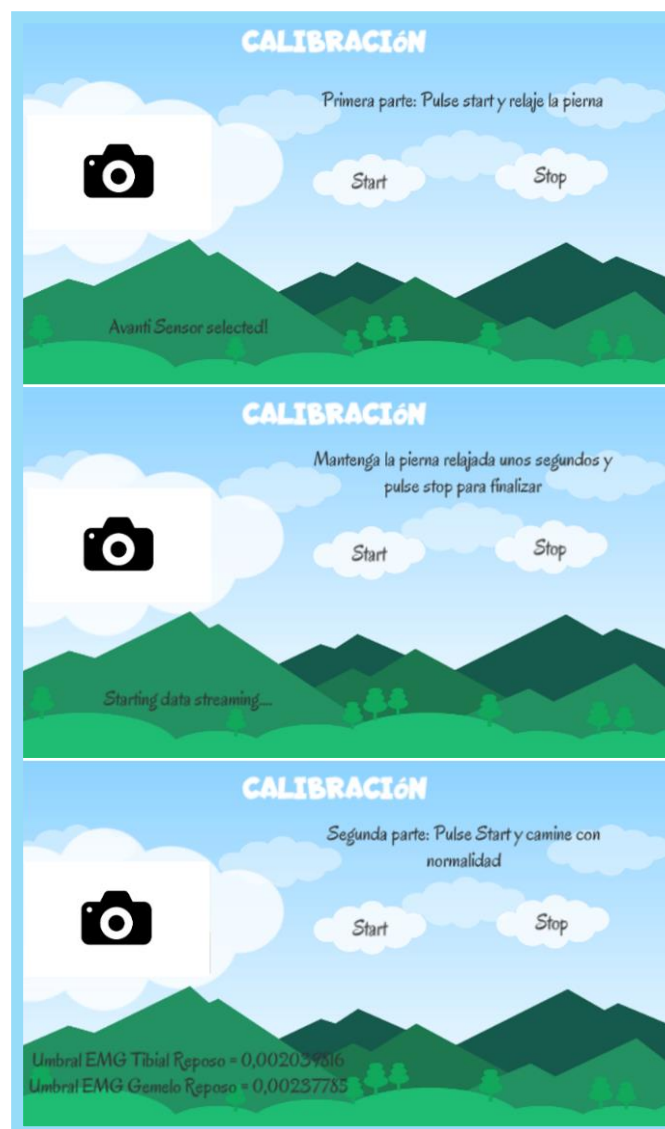 CALIBRACIóN
Primera parte: Pulse start y relaje la pierna
Start
Stop
Avanti Sensor selected!
CALIBRACIóN
Mantenga la pierna relajada unos segundos y
pulse stop para finalizar
Start
Stop
Starting data streaming....
CALIBRACIóN
Segunda parte: Pulse Start y camine con
normalidad
Start
Stop
Umbral EMG Tibial Reposo = 0,002039816
Umbral EMG Gemelo Reposo = 0,00237783